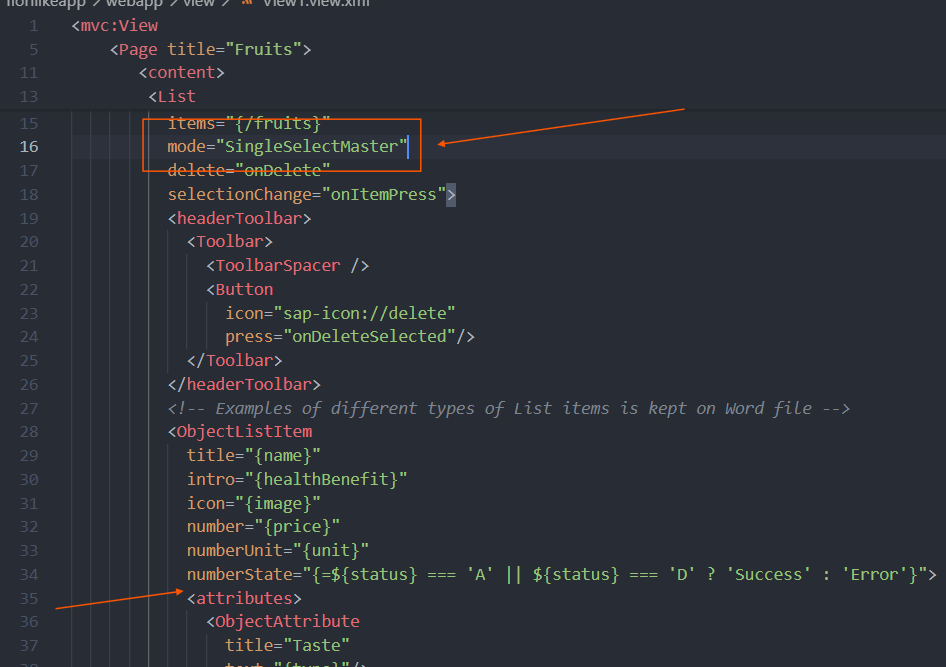 fiorilikeapp > webapp > view > View1.view.xml
1 <mvc:View
5 <Page title="Fruits">
11 <content>
13 <List
15 items="{/fruits}"
16 mode="SingleSelectMaster"
17 delete="onDelete"
18 selectionChange="onItemPress">
19 <headerToolbar>
20 <Toolbar>
21 <ToolbarSpacer />
22 <Button
23 icon="sap-icon://delete"
24 press="onDeleteSelected"/>
25 </Toolbar>
26 </headerToolbar>
27 <!-- Examples of different types of List items is kept on Word file -->
28 <ObjectListItem
29 title="{name}"
30 intro="{healthBenefit}"
31 icon="{image}"
32 number="{price}"
33 numberUnit="{unit}"
34 numberState="{=${status} === 'A' || ${status} === 'D' ? 'Success' : 'Error'}">
35 <attributes>
36 <ObjectAttribute
37 title="Taste"
38 text="{type}"/>